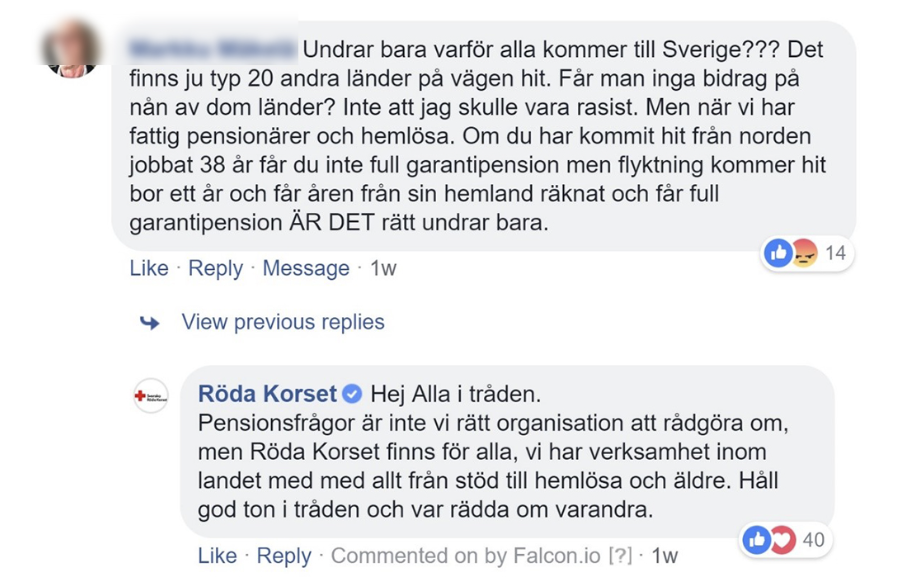 Undrar bara varför alla kommer till Sverige??? Det
finns ju typ 20 andra länder på vägen hit. Får man inga bidrag på
nån av dom länder? Inte att jag skulle vara rasist. Men när vi har
fattig pensionärer och hemlösa. Om du har kommit hit från norden
jobbat 38 år får du inte full garantipension men flyktning kommer hit
bor ett år och får åren från sin hemland räknat och får full
garantipension ÄR DET rätt undrar bara.
14
Like · Reply · Message · 1w
View previous replies
Röda Korset Hej Alla i tråden.
Pensionsfrågor är inte vi rätt organisation att rådgöra om,
men Röda Korset finns för alla, vi har verksamhet inom
landet med med allt från stöd till hemlösa och äldre. Håll
god ton i tråden och var rädda om varandra.
40
Like · Reply · Commented on by Falcon.io [?] · 1w